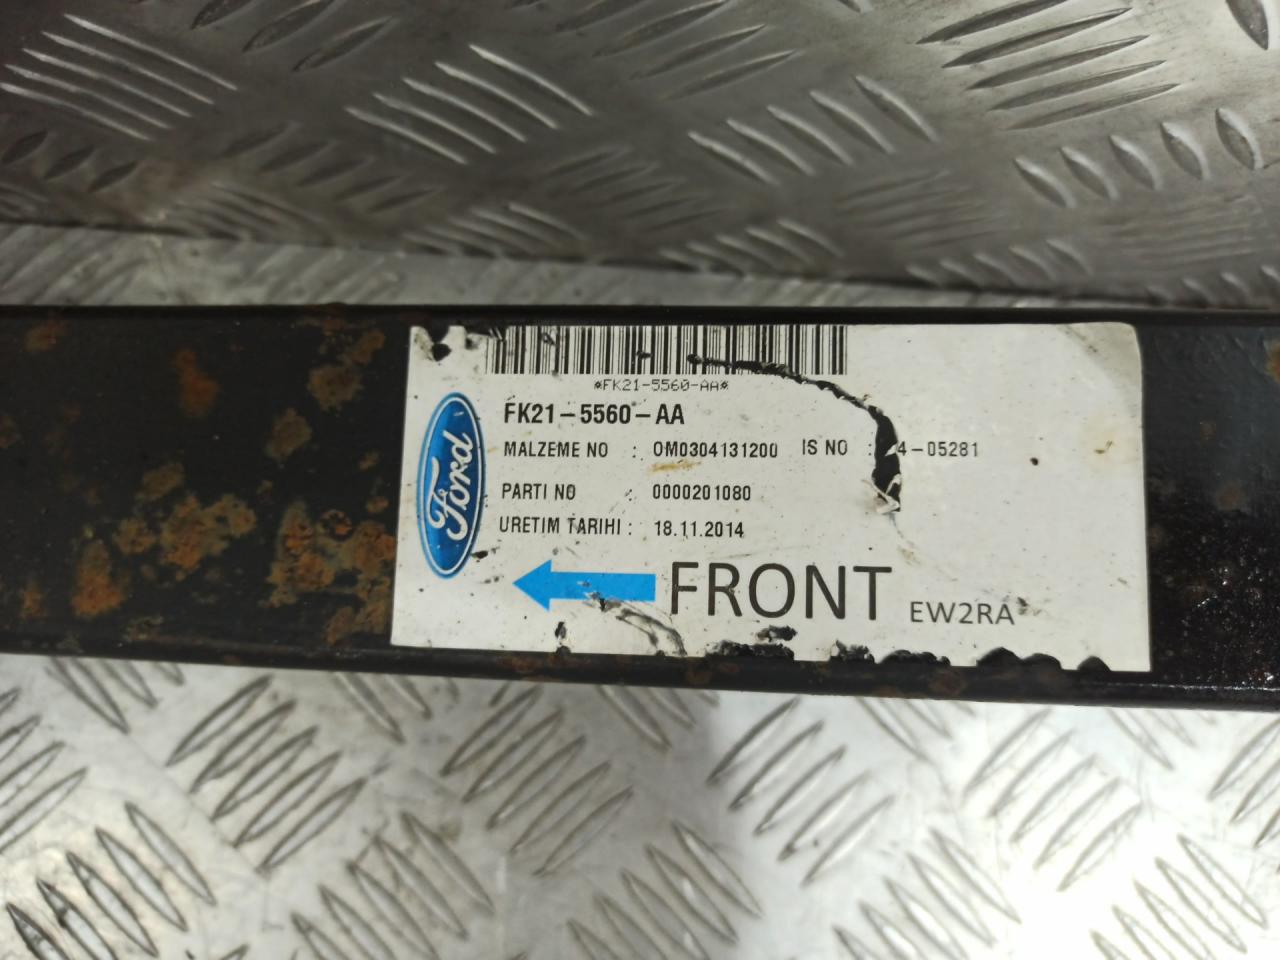 *FK21-5560-AA*
FK21-5560-AA
MALZEME NO : OM0304131200 IS NO : 4-05281
PARTI NO : 0000201080
URETIM TARIHI : 18.11.2014
Ford
FRONT EW2RA